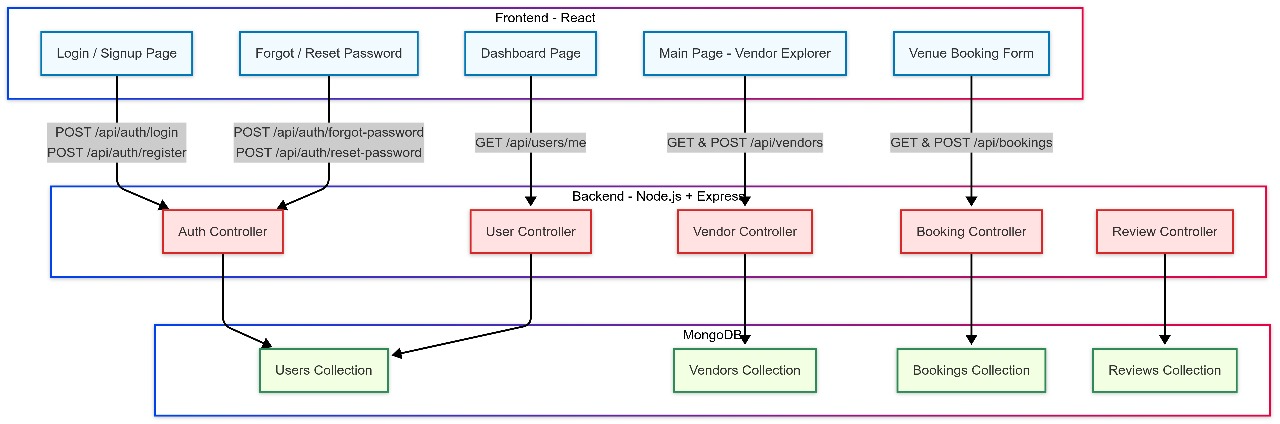 Frontend - React
Login / Signup Page
Forgot / Reset Password
Dashboard Page
Main Page - Vendor Explorer
Venue Booking Form
POST /api/auth/login
POST /api/auth/register
POST /api/auth/forgot-password
POST /api/auth/reset-password
GET /api/users/me
GET & POST /api/vendors
GET & POST /api/bookings
Backend - Node.js + Express
Auth Controller
User Controller
Vendor Controller
Booking Controller
Review Controller
MongoDB
Users Collection
Vendors Collection
Bookings Collection
Reviews Collection